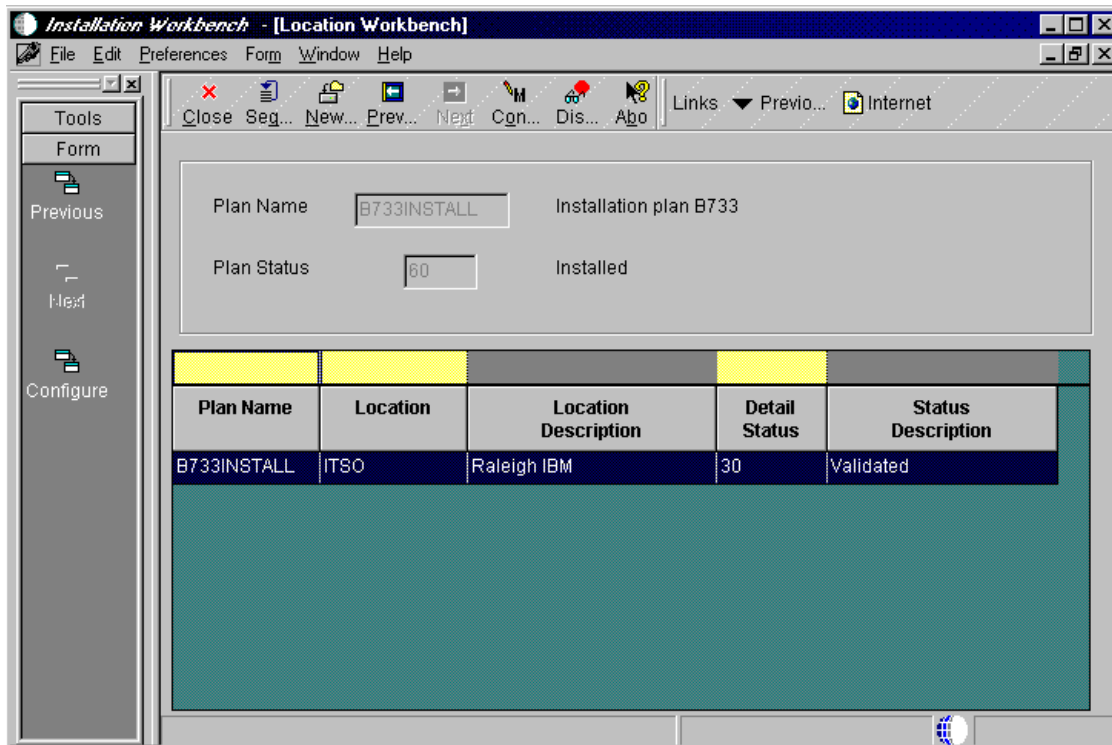 Installation Workbench - [Location Workbench]
File Edit Preferences Form Window Help
Tools
Form
Previous
Next
Configure
Close Seq... New... Prev... Next Con... Dis... Abo
Links Previo... Internet
Plan Name B733INSTALL Installation plan B733
Plan Status 60 Installed
Plan Name Location Location Description Detail Status Status Description
B733INSTALL ITSO Raleigh IBM 30 Validated